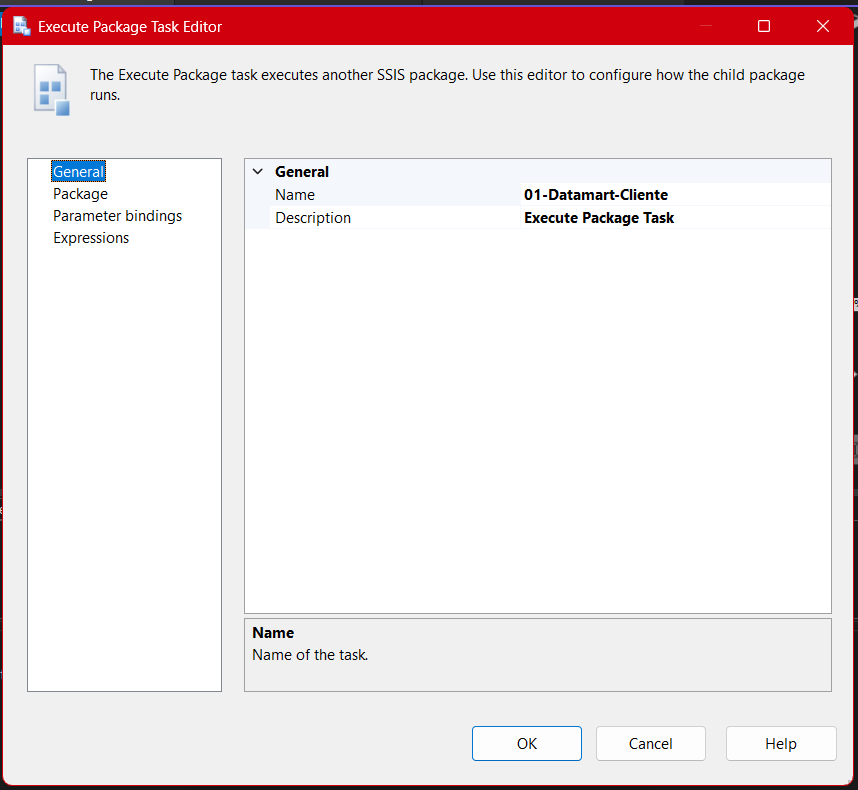 Execute Package Task Editor
The Execute Package task executes another SSIS package. Use this editor to configure how the child package
runs.
General
Package
Parameter bindings
Expressions
General
Name 01-Datamart-Cliente
Description Execute Package Task
Name
Name of the task.
OK Cancel Help